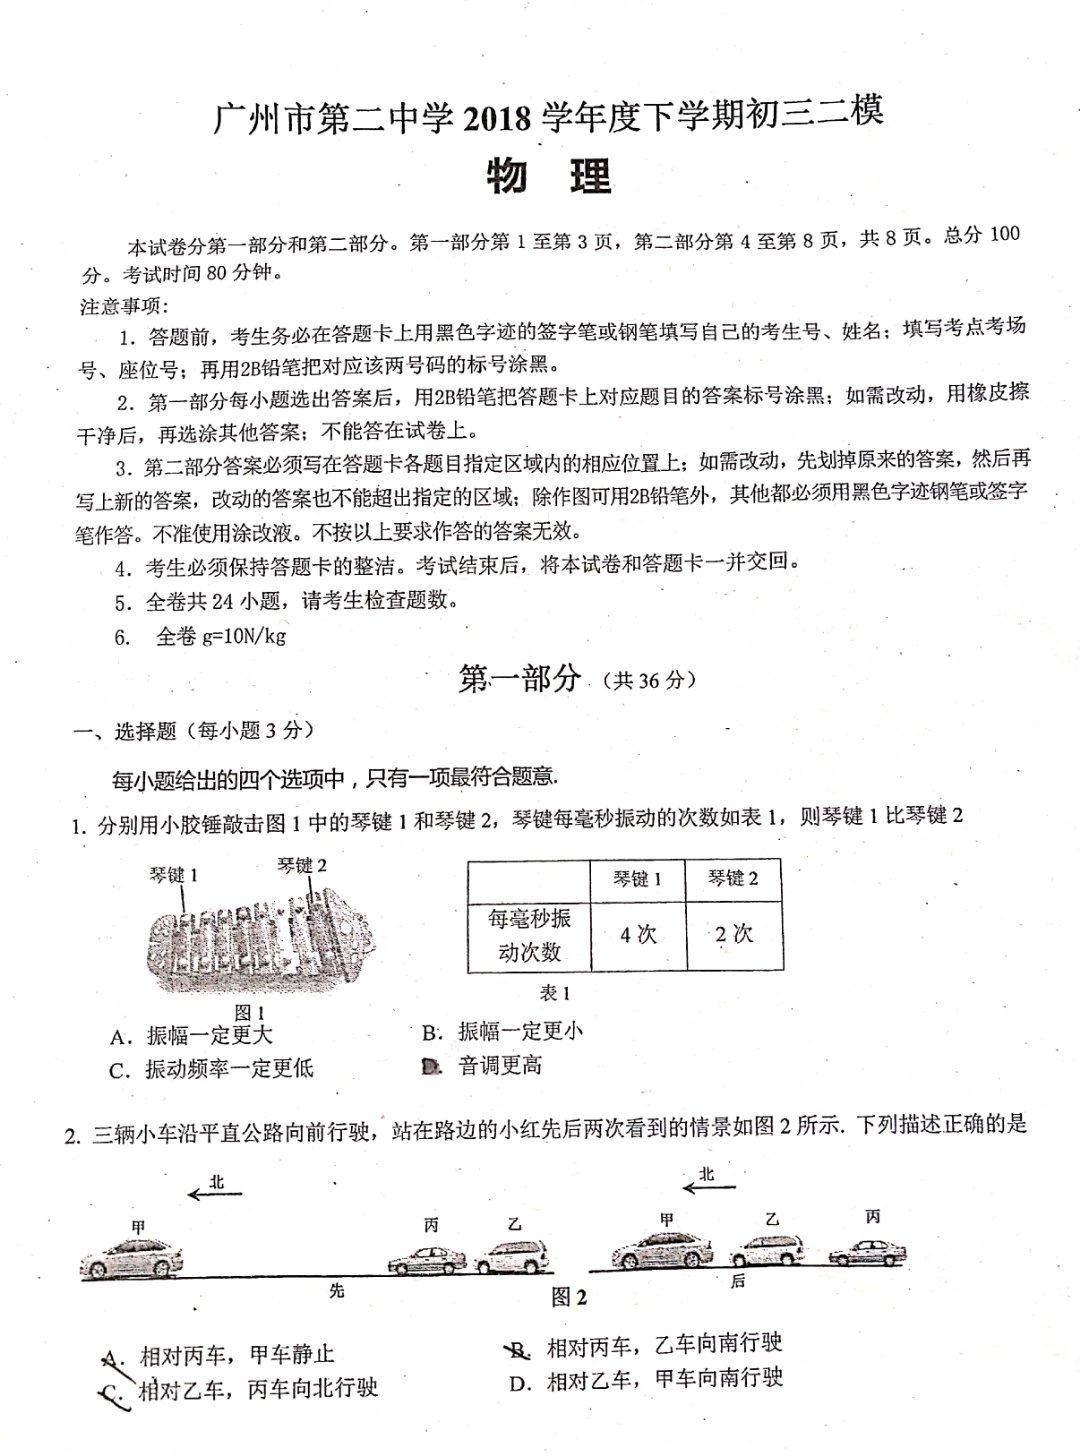 广州市第二中学 2018 学年度下学期初三二模
物 理
本试卷分第一部分和第二部分。第一部分第 1 至第 3 页，第二部分第 4 至第 8 页，共 8 页。总分 100
分。考试时间 80 分钟。
注意事项:
1．答题前，考生务必在答题卡上用黑色字迹的签字笔或钢笔填写自己的考生号、姓名；填写考点考场
号、座位号；再用2B铅笔把对应该两号码的标号涂黑。
2．第一部分每小题选出答案后，用2B铅笔把答题卡上对应题目的答案标号涂黑；如需改动，用橡皮擦
干净后，再选涂其他答案；不能答在试卷上。
3．第二部分答案必须写在答题卡各题目指定区域内的相应位置上；如需改动，先划掉原来的答案，然后再
写上新的答案，改动的答案也不能超出指定的区域；除作图可用2B铅笔外，其他都必须用黑色字迹钢笔或签字
笔作答。不准使用涂改液。不按以上要求作答的答案无效。
4．考生必须保持答题卡的整洁。考试结束后，将本试卷和答题卡一并交回。
5．全卷共 24 小题，请考生检查题数。
6． 全卷 g=10N/kg
第一部分（共 36 分）
一、选择题（每小题 3 分）
每小题给出的四个选项中，只有一项最符合题意.
1. 分别用小胶锤敲击图 1 中的琴键 1 和琴键 2，琴键每毫秒振动的次数如表 1，则琴键 1 比琴键 2
琴键 1
琴键 2
图 1
琴键 1 琴键 2
每毫秒振
动次数
4 次 2 次
表 1
A．振幅一定更大 B．振幅一定更小
C．振动频率一定更低 D．音调更高
2. 三辆小车沿平直公路向前行驶，站在路边的小红先后两次看到的情景如图 2 所示. 下列描述正确的是
北
甲 丙 乙
先
北
甲 乙 丙
后
图 2
A．相对丙车，甲车静止 B．相对丙车，乙车向南行驶
C．相对乙车，丙车向北行驶 D．相对乙车，甲车向南行驶